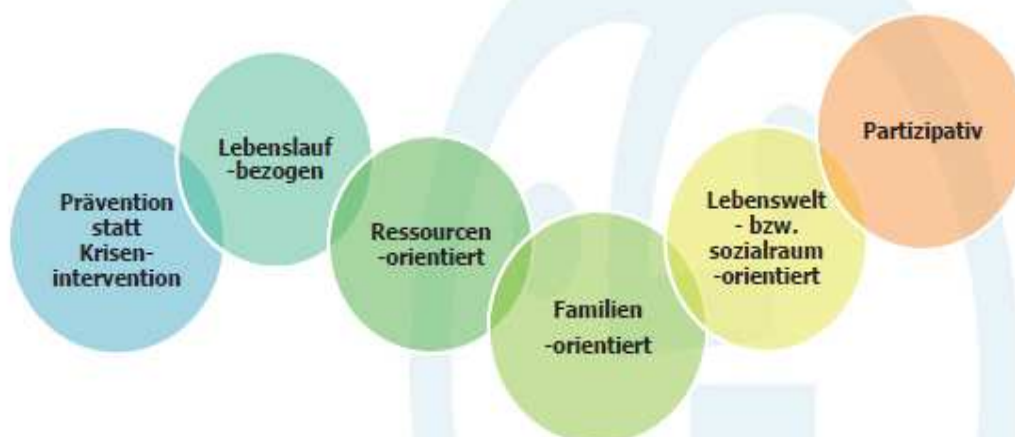 Prävention
statt
Krisen-
intervention
Lebenslauf
-bezogen
Ressourcen
-orientiert
Familien
-orientiert
Lebenswelt
- bzw.
sozialraum
-orientiert
Partizipativ